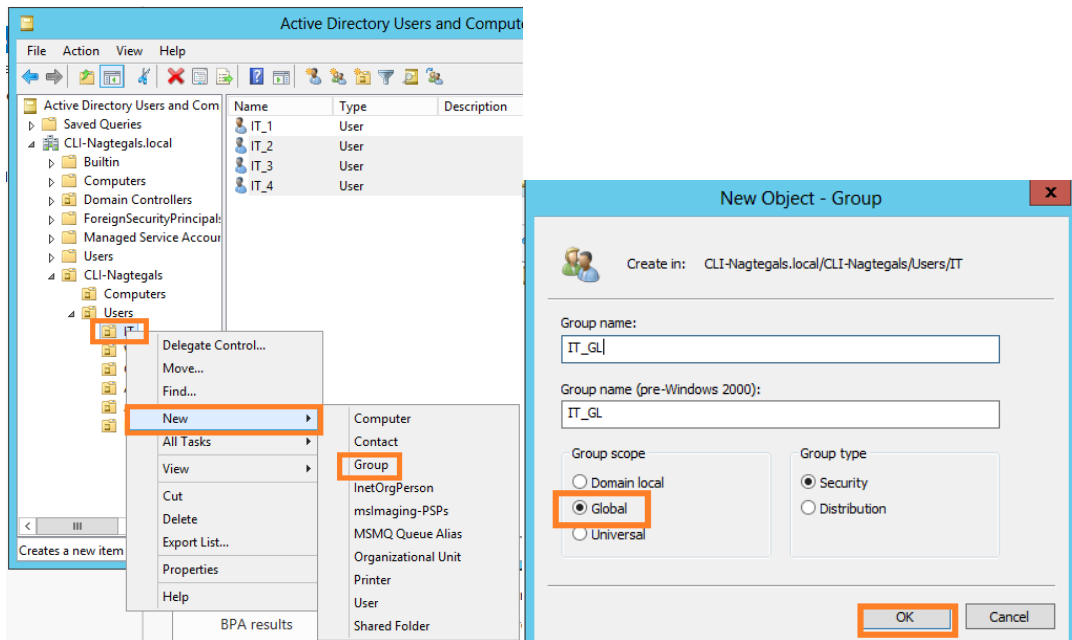 Active Directory Users and Compute
File Action View Help
Active Directory Users and Com
Saved Queries
CLI-Nagtegals.local
Builtin
Computers
Domain Controllers
ForeignSecurityPrincipals
Managed Service Accour
Users
CLI-Nagtegals
Computers
Users
IT
Name Type Description
IT_1 User
IT_2 User
IT_3 User
IT_4 User
Delegate Control...
Move...
Find...
New
All Tasks
View
Cut
Delete
Export List...
Properties
Help
Computer
Contact
Group
InetOrgPerson
msImaging-PSPs
MSMQ Queue Alias
Organizational Unit
Printer
User
Shared Folder
Creates a new item
BPA results
New Object - Group
x
Create in: CLI-Nagtegals.local/CLI-Nagtegals/Users/IT
Group name:
IT_GL
Group name (pre-Windows 2000):
IT_GL
Group scope
Domain local
Global
Universal
Group type
Security
Distribution
OK Cancel